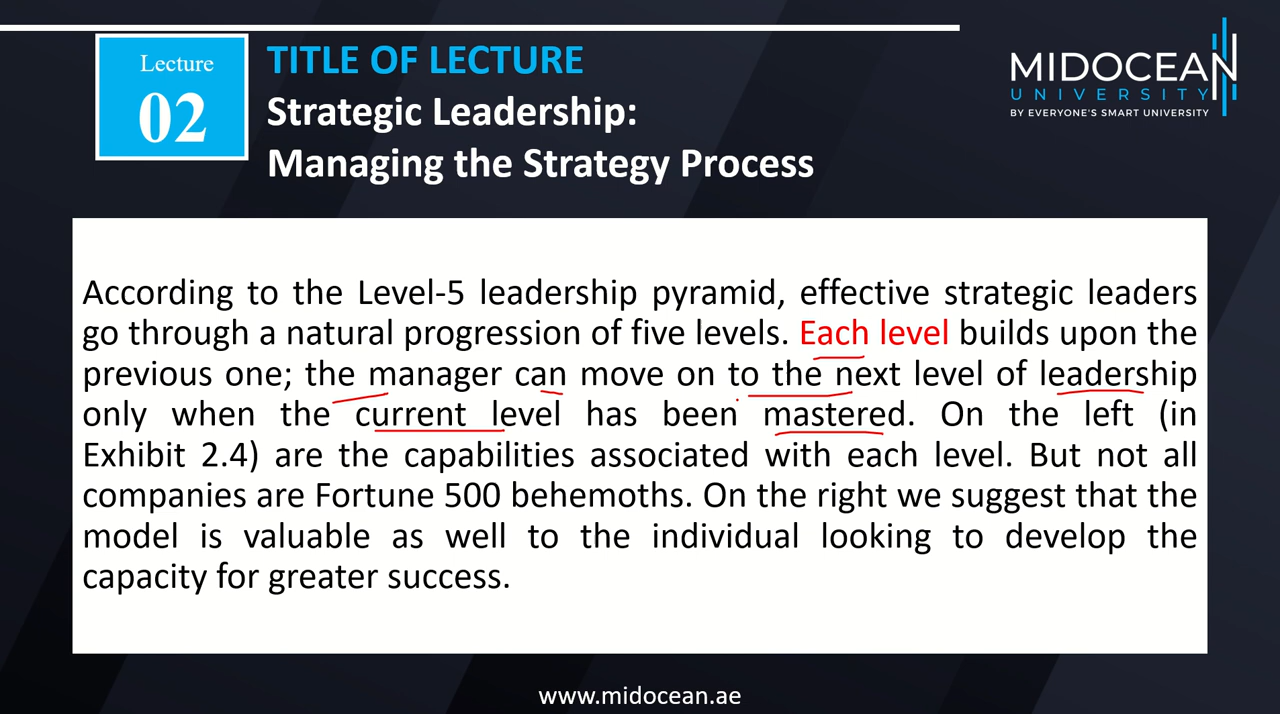 Lecture
02
TITLE OF LECTURE
Strategic Leadership:
Managing the Strategy Process
MIDOCEAN
UNIVERSITY
BY EVERYONE'S SMART UNIVERSITY
According to the Level-5 leadership pyramid, effective strategic leaders
go through a natural progression of five levels. Each level builds upon the
previous one; the manager can move on to the next level of leadership
only when the current level has been mastered. On the left (in
Exhibit 2.4) are the capabilities associated with each level. But not all
companies are Fortune 500 behemoths. On the right we suggest that the
model is valuable as well to the individual looking to develop the
capacity for greater success.
www.midocean.ae